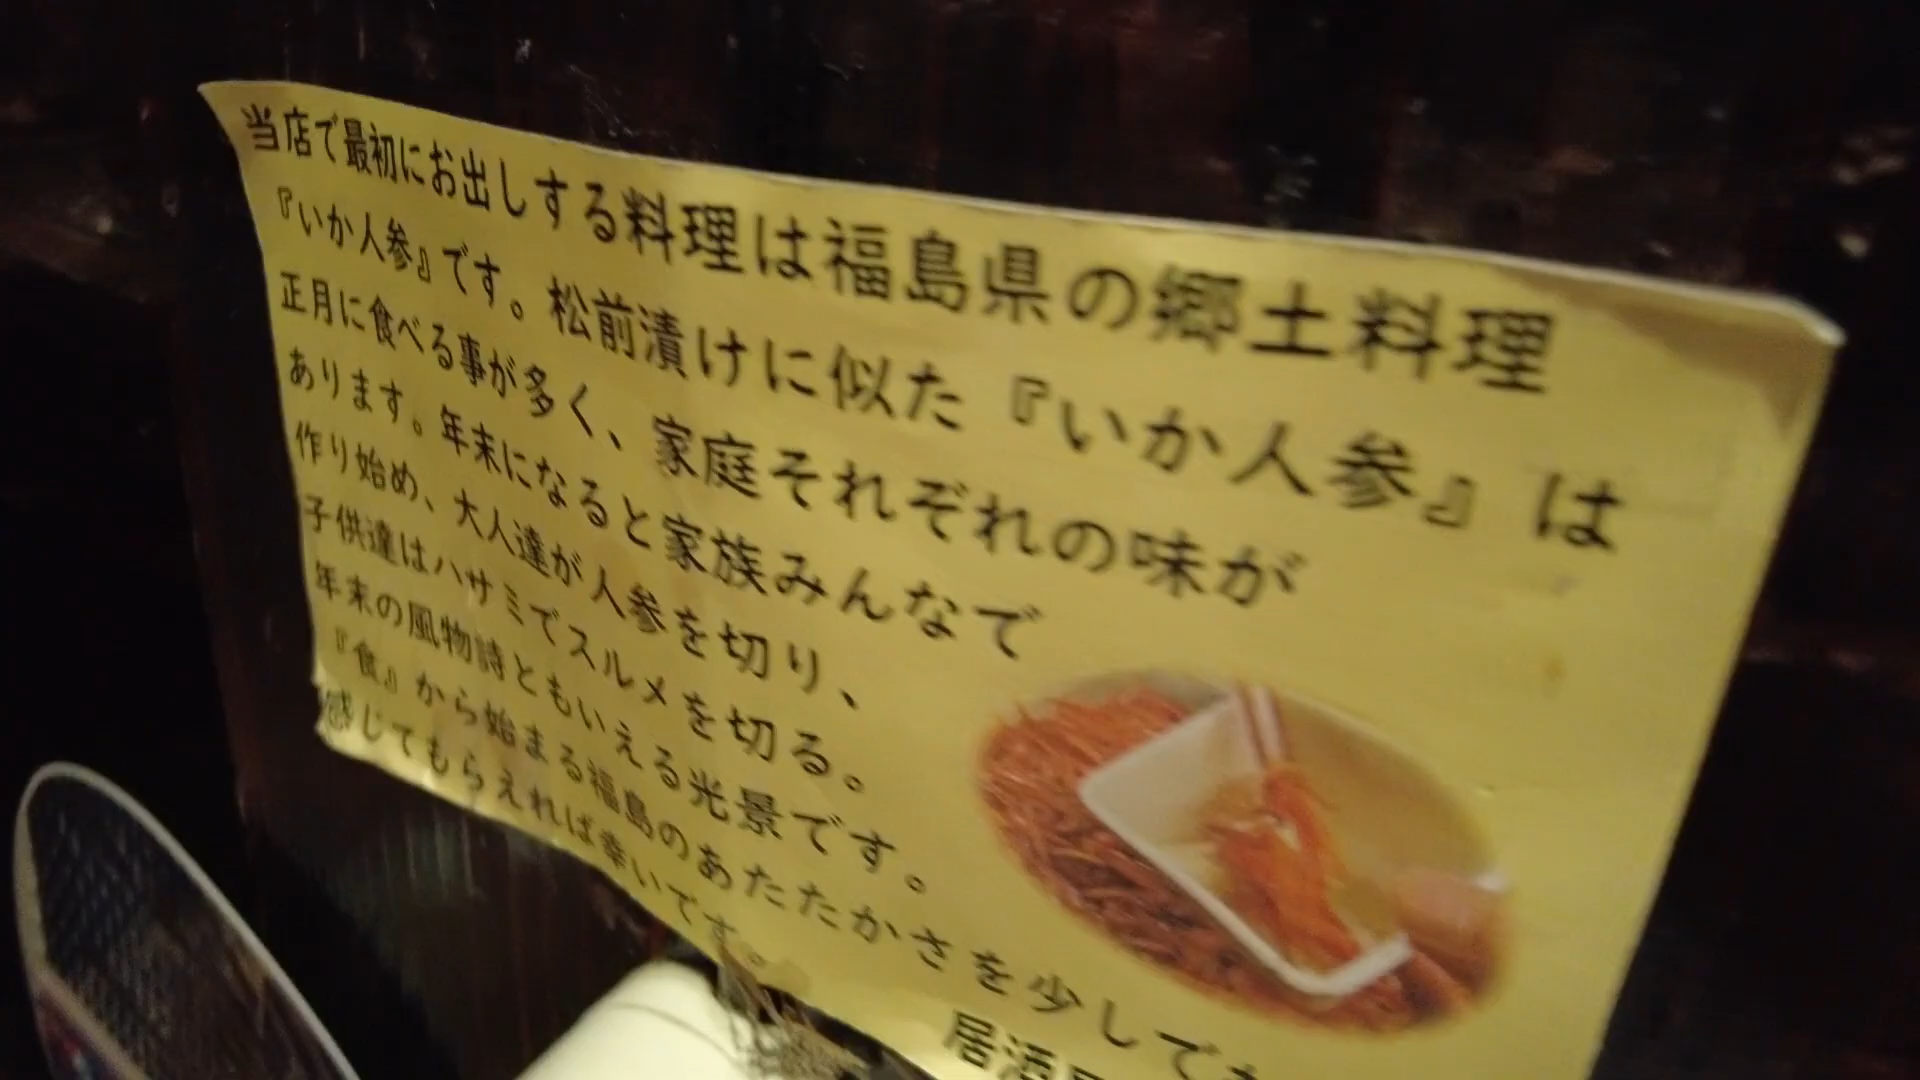 当店で最初にお出しする料理は福島県の郷土料理
『いか人参』です。松前漬けに似た『いか人参』は
正月に食べる事が多く、家庭それぞれの味が
あります。年末になると家族みんなで
作り始め、大人達が人参を切り、
子供達はハサミでスルメを切る。
年末の風物詩ともいえる光景です。
『食』から始まる福島のあたたかさを少しで
感じてもらえれば幸いです。
居酒